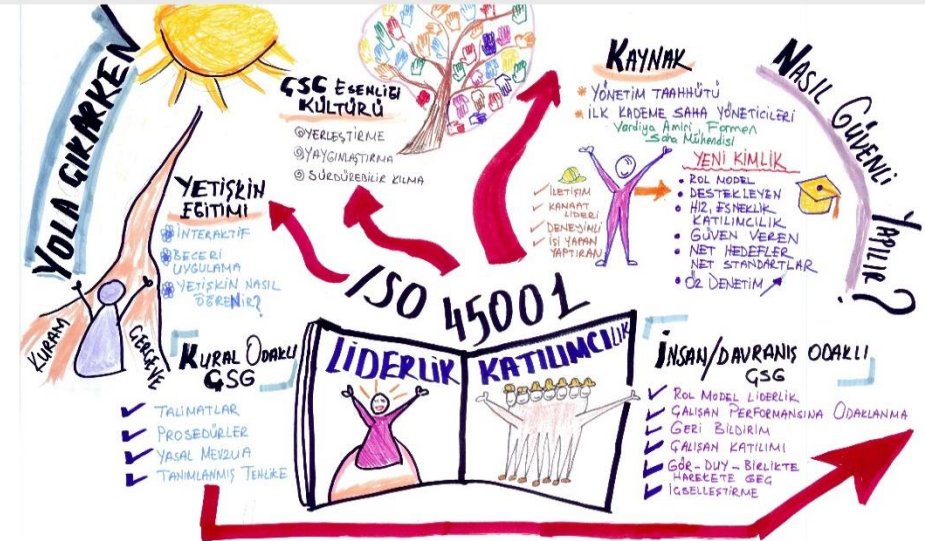 YOLA ÇIKARKEN
KURAM
ÇERÇEVE
ÇSG ESENLİĞİ
KÜLTÜRÜ
YERLEŞTİRME
YAYGINLAŞTIRMA
SÜRDÜREBİLİR KILMA
YETİŞKİN
EĞİTİMİ
İNTERAKTİF
BECERİ
UYGULAMA
YETİŞKİN NASIL
ÖĞRENİR?
KAYNAK
YÖNETİM TAAHHÜTÜ
İLK KADEME SAHA YÖNETİCİLERİ
Vardiya Amiri, Formen
Saha Mühendisi
İLETİŞİM
KANAAT
LİDERİ
DENEYİMLİ
İŞİ YAPAN
YAPTIRAN
YENİ KİMLİK
ROL MODEL
DESTEKLEYEN
HIZ, ESNEKLİK
KATILIMCILIK
GÜVEN VEREN
NET HEDEFLER
NET STANDARTLAR
ÖZ DENETİM
NASIL GÜVENLİ
YAPILIR?
ISO 45001
LİDERLİK
KATILIMCILIK
KURAL ODAKLI
ÇSG
TALİMATLAR
PROSEDÜRLER
YASAL MEVZUA
TANIMLANMIŞ TEHLİKE
İNSAN/DAVRANIŞ ODAKLI
ÇSG
ROL MODEL LİDERLİK
ÇALIŞAN PERFORMANSINA ODAKLANMA
GERİ BİLDİRİM
ÇALIŞAN KATILIMI
GÖR-DUY-BİRLİKTE
HAREKETE GEÇ
İÇSELLEŞTİRME